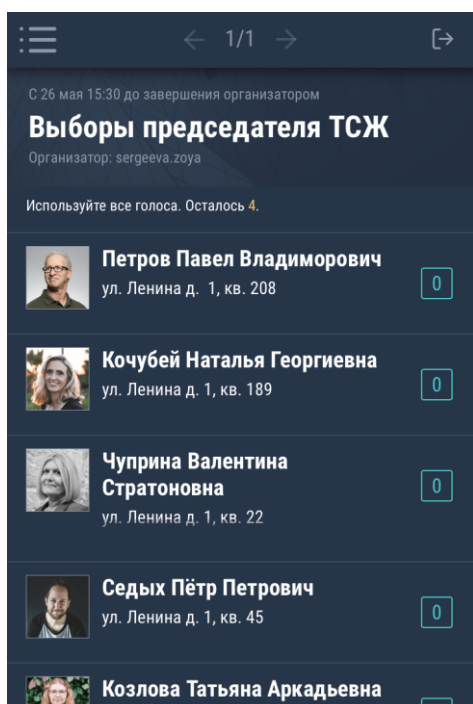 1/1
С 26 мая 15:30 до завершения организатором
Выборы председателя ТСЖ
Организатор: sergeeva.zoya
Используйте все голоса. Осталось 4.
Петров Павел Владиморович
ул. Ленина д. 1, кв. 208
0
Кочубей Наталья Георгиевна
ул. Ленина д. 1, кв. 189
0
Чуприна Валентина
Стратоновна
ул. Ленина д. 1, кв. 22
0
Седых Пётр Петрович
ул. Ленина д. 1, кв. 45
0
Козлова Татьяна Аркадьевна